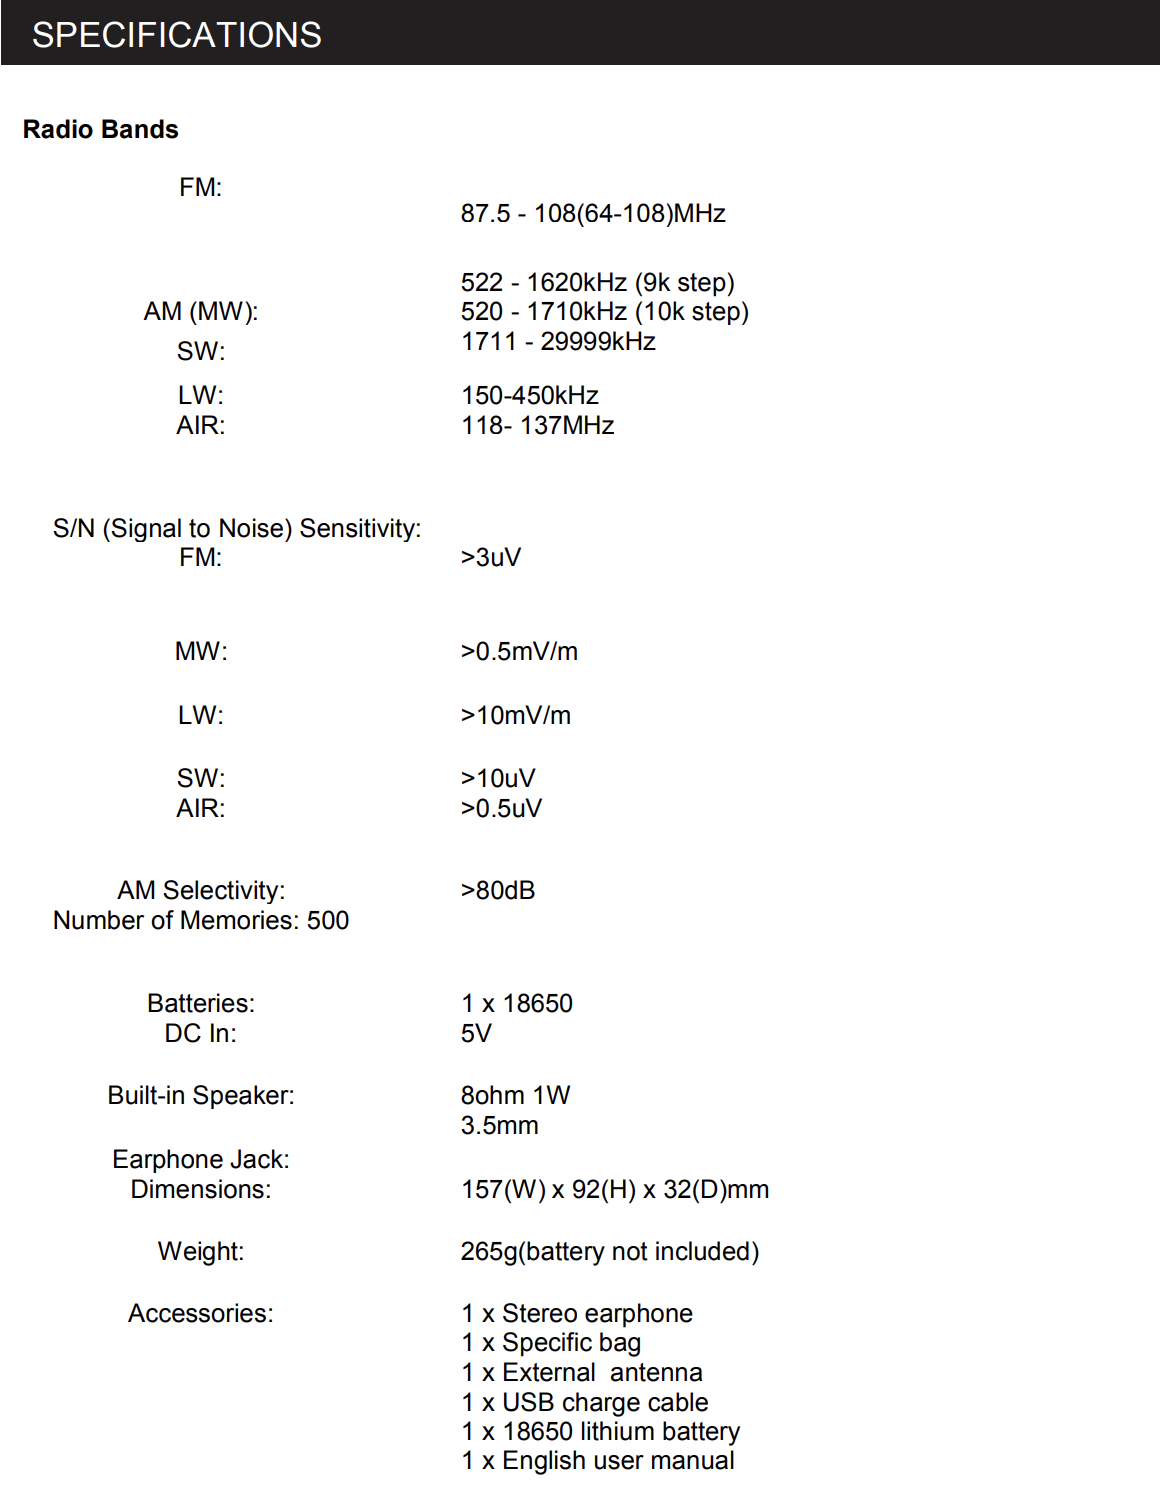 SPECIFICATIONS
Radio Bands
FM:
87.5 - 108(64-108)MHz
522 - 1620kHz (9k step)
AM (MW): 520 - 1710kHz (10k step)
SW: 1711 - 29999kHz
LW: 150-450kHz
AIR: 118- 137MHz
S/N (Signal to Noise) Sensitivity:
FM: >3uV
MW: >0.5mV/m
LW: >10mV/m
SW: >10uV
AIR: >0.5uV
AM Selectivity: >80dB
Number of Memories: 500
Batteries: 1 x 18650
DC In: 5V
Built-in Speaker: 8ohm 1W
3.5mm
Earphone Jack:
Dimensions: 157(W) x 92(H) x 32(D)mm
Weight: 265g(battery not included)
Accessories: 1 x Stereo earphone
1 x Specific bag
1 x External  antenna
1 x USB charge cable
1 x 18650 lithium battery
1 x English user manual